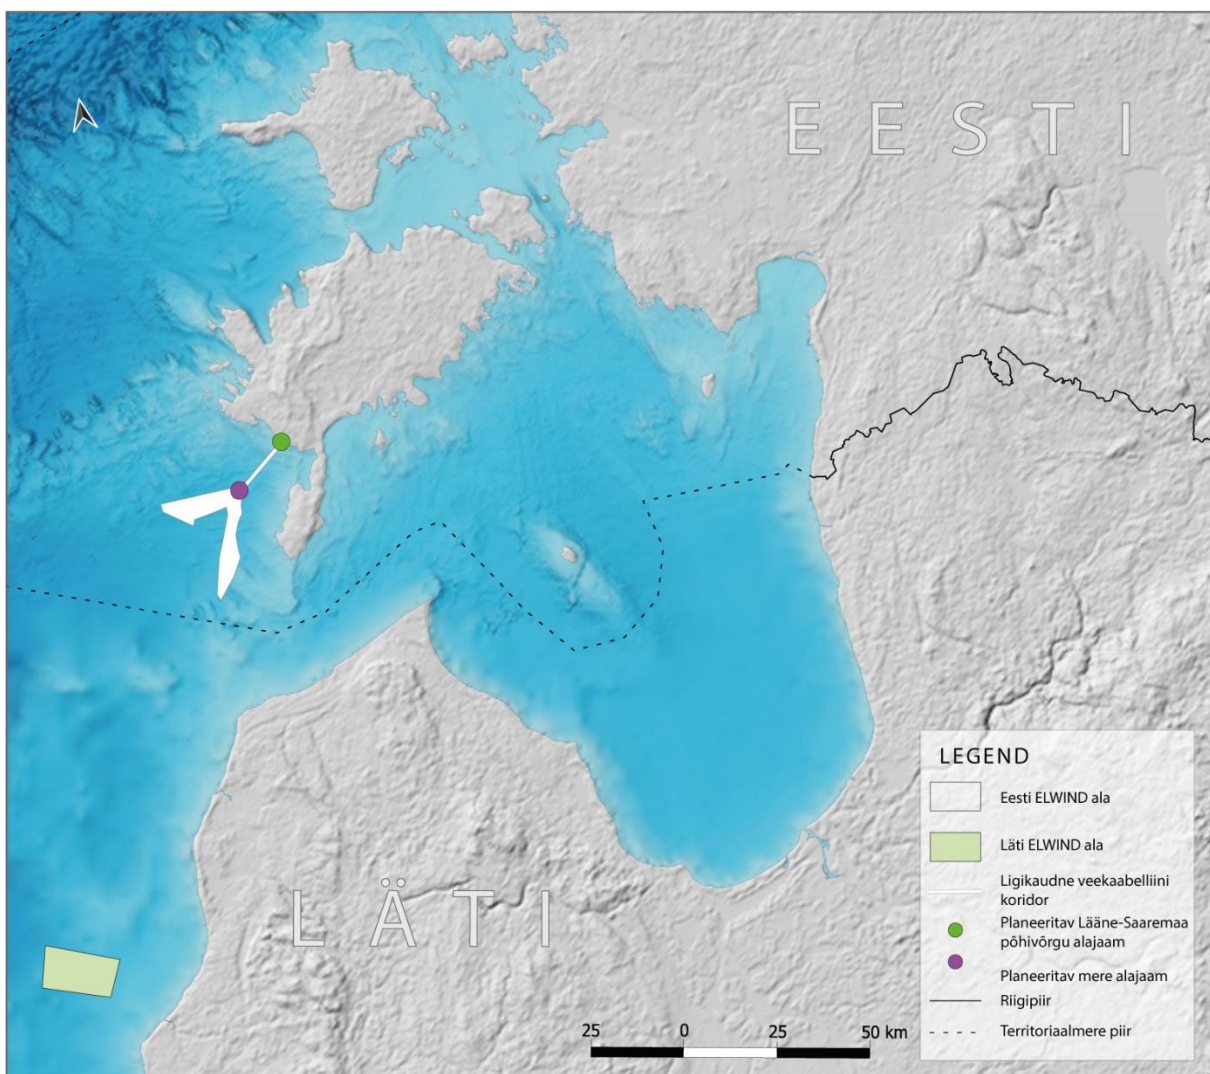 EESTI
LÄTI
LEGEND
Eesti ELWIND ala
Läti ELWIND ala
Ligikaudne veekaabelliini
koridor
Planeeritav Lääne-Saaremaa
põhivõrgu alajaam
Planeeritav mere alajaam
Riigipiir
Territoriaalmere piir
25 0 25 50 km